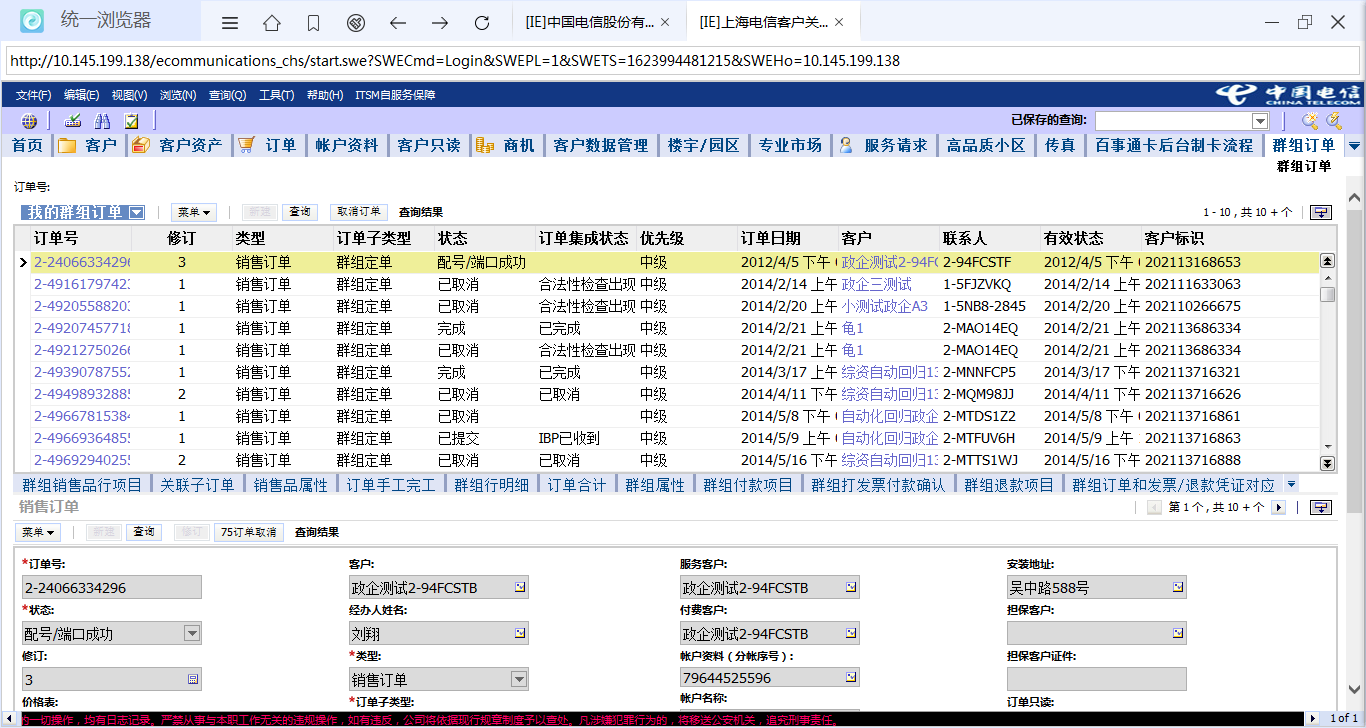 统一浏览器 [[IE]中国电信股份有... × [[IE]上海电信客户关... ×
http://10.145.199.138/ecommunications_chs/start.swe?SWECmd=Login&SWEPL=1&SWETS=1623994481215&SWEHo=10.145.199.138
文件(F) 编辑(E) 视图(V) 浏览(N) 查询(Q) 工具(T) 帮助(H) ITSM自服务保障 中国电信 CHINA TELECOM
已保存的查询:
首页 客户 客户资产 订单 帐户资料 客户只读 商机 客户数据管理 楼宇/园区 专业市场 服务请求 高品质小区 传真 百事通卡后台制卡流程 群组订单
群组订单
订单号:
我的群组订单 菜单 新建 查询 取消订单 查询结果 1 - 10 , 共 10 + 个
订单号 修订 类型 订单子类型 状态 订单集成状态 优先级 订单日期 客户 联系人 有效状态 客户标识
2-24066334296 3 销售订单 群组定单 配号/端口成功 中级 2012/4/5 下午 政企测试2-94FC 2-94FCSTF 2012/4/5 下午 202113168653
2-4916179742 1 销售订单 群组定单 已取消 合法性检查出现 中级 2014/2/14 上午 政企三测试 1-5FJZVKQ 2014/2/14 上午 202111633063
2-4920558820 1 销售订单 群组定单 已取消 合法性检查出现 中级 2014/2/20 上午 小测试政企A3 1-5NB8-2845 2014/2/20 上午 202110266675
2-49207457718 1 销售订单 群组定单 完成 已完成 中级 2014/2/21 上午 龟1 2-MAO14EQ 2014/2/21 上午 202113686334
2-4921275026 1 销售订单 群组定单 已取消 合法性检查出现 中级 2014/2/21 上午 龟1 2-MAO14EQ 2014/2/21 上午 202113686334
2-4939078755 1 销售订单 群组定单 完成 已完成 中级 2014/3/17 上午 综资自动回归13 2-MNNFCP5 2014/3/17 上午 202113716321
2-4949893288 2 销售订单 群组定单 已取消 已取消 中级 2014/4/11 下午 综资自动回归13 2-MQM98JJ 2014/4/11 下午 202113716626
2-4966781538 1 销售订单 群组定单 已取消 中级 2014/5/8 下午 自动化回归政企 2-MTDS1Z2 2014/5/8 下午 202113716861
2-4966936485 1 销售订单 群组定单 已提交 IBP已收到 中级 2014/5/9 上午 自动化回归政企 2-MTFUV6H 2014/5/9 上午 202113716863
2-4969294025 2 销售订单 群组定单 已取消 已取消 中级 2014/5/16 下午 综资自动回归13 2-MTTS1WJ 2014/5/16 下午 202113716888
群组销售品行项目 关联子订单 销售品属性 订单手工完工 群组行明细 订单合计 群组属性 群组付款项目 群组打发票付款确认 群组退款项目 群组订单和发票/退款凭证对应
销售订单 第 1 个 , 共 10 + 个
菜单 新建 查询 修订 75订单取消 查询结果
*订单号: 客户: 服务客户: 安装地址:
2-24066334296 政企测试2-94FCSTB 政企测试2-94FCSTB 吴中路588号
*状态: 经办人姓名: 付费客户: 担保客户:
配号/端口成功 刘翔 政企测试2-94FCSTB
修订: *类型: 帐户资料（分帐序号）: 担保客户证件:
3 销售订单 79644525596
价格表: *订单子类型: 帐户名称: 订单只读:
的一切操作，均有日志记录。严禁从事与本职工作无关的违规操作，如有违反，公司将依据现行规章制度予以查处。凡涉嫌犯罪行为的，将移送公安机关，追究刑事责任。 1 of 1